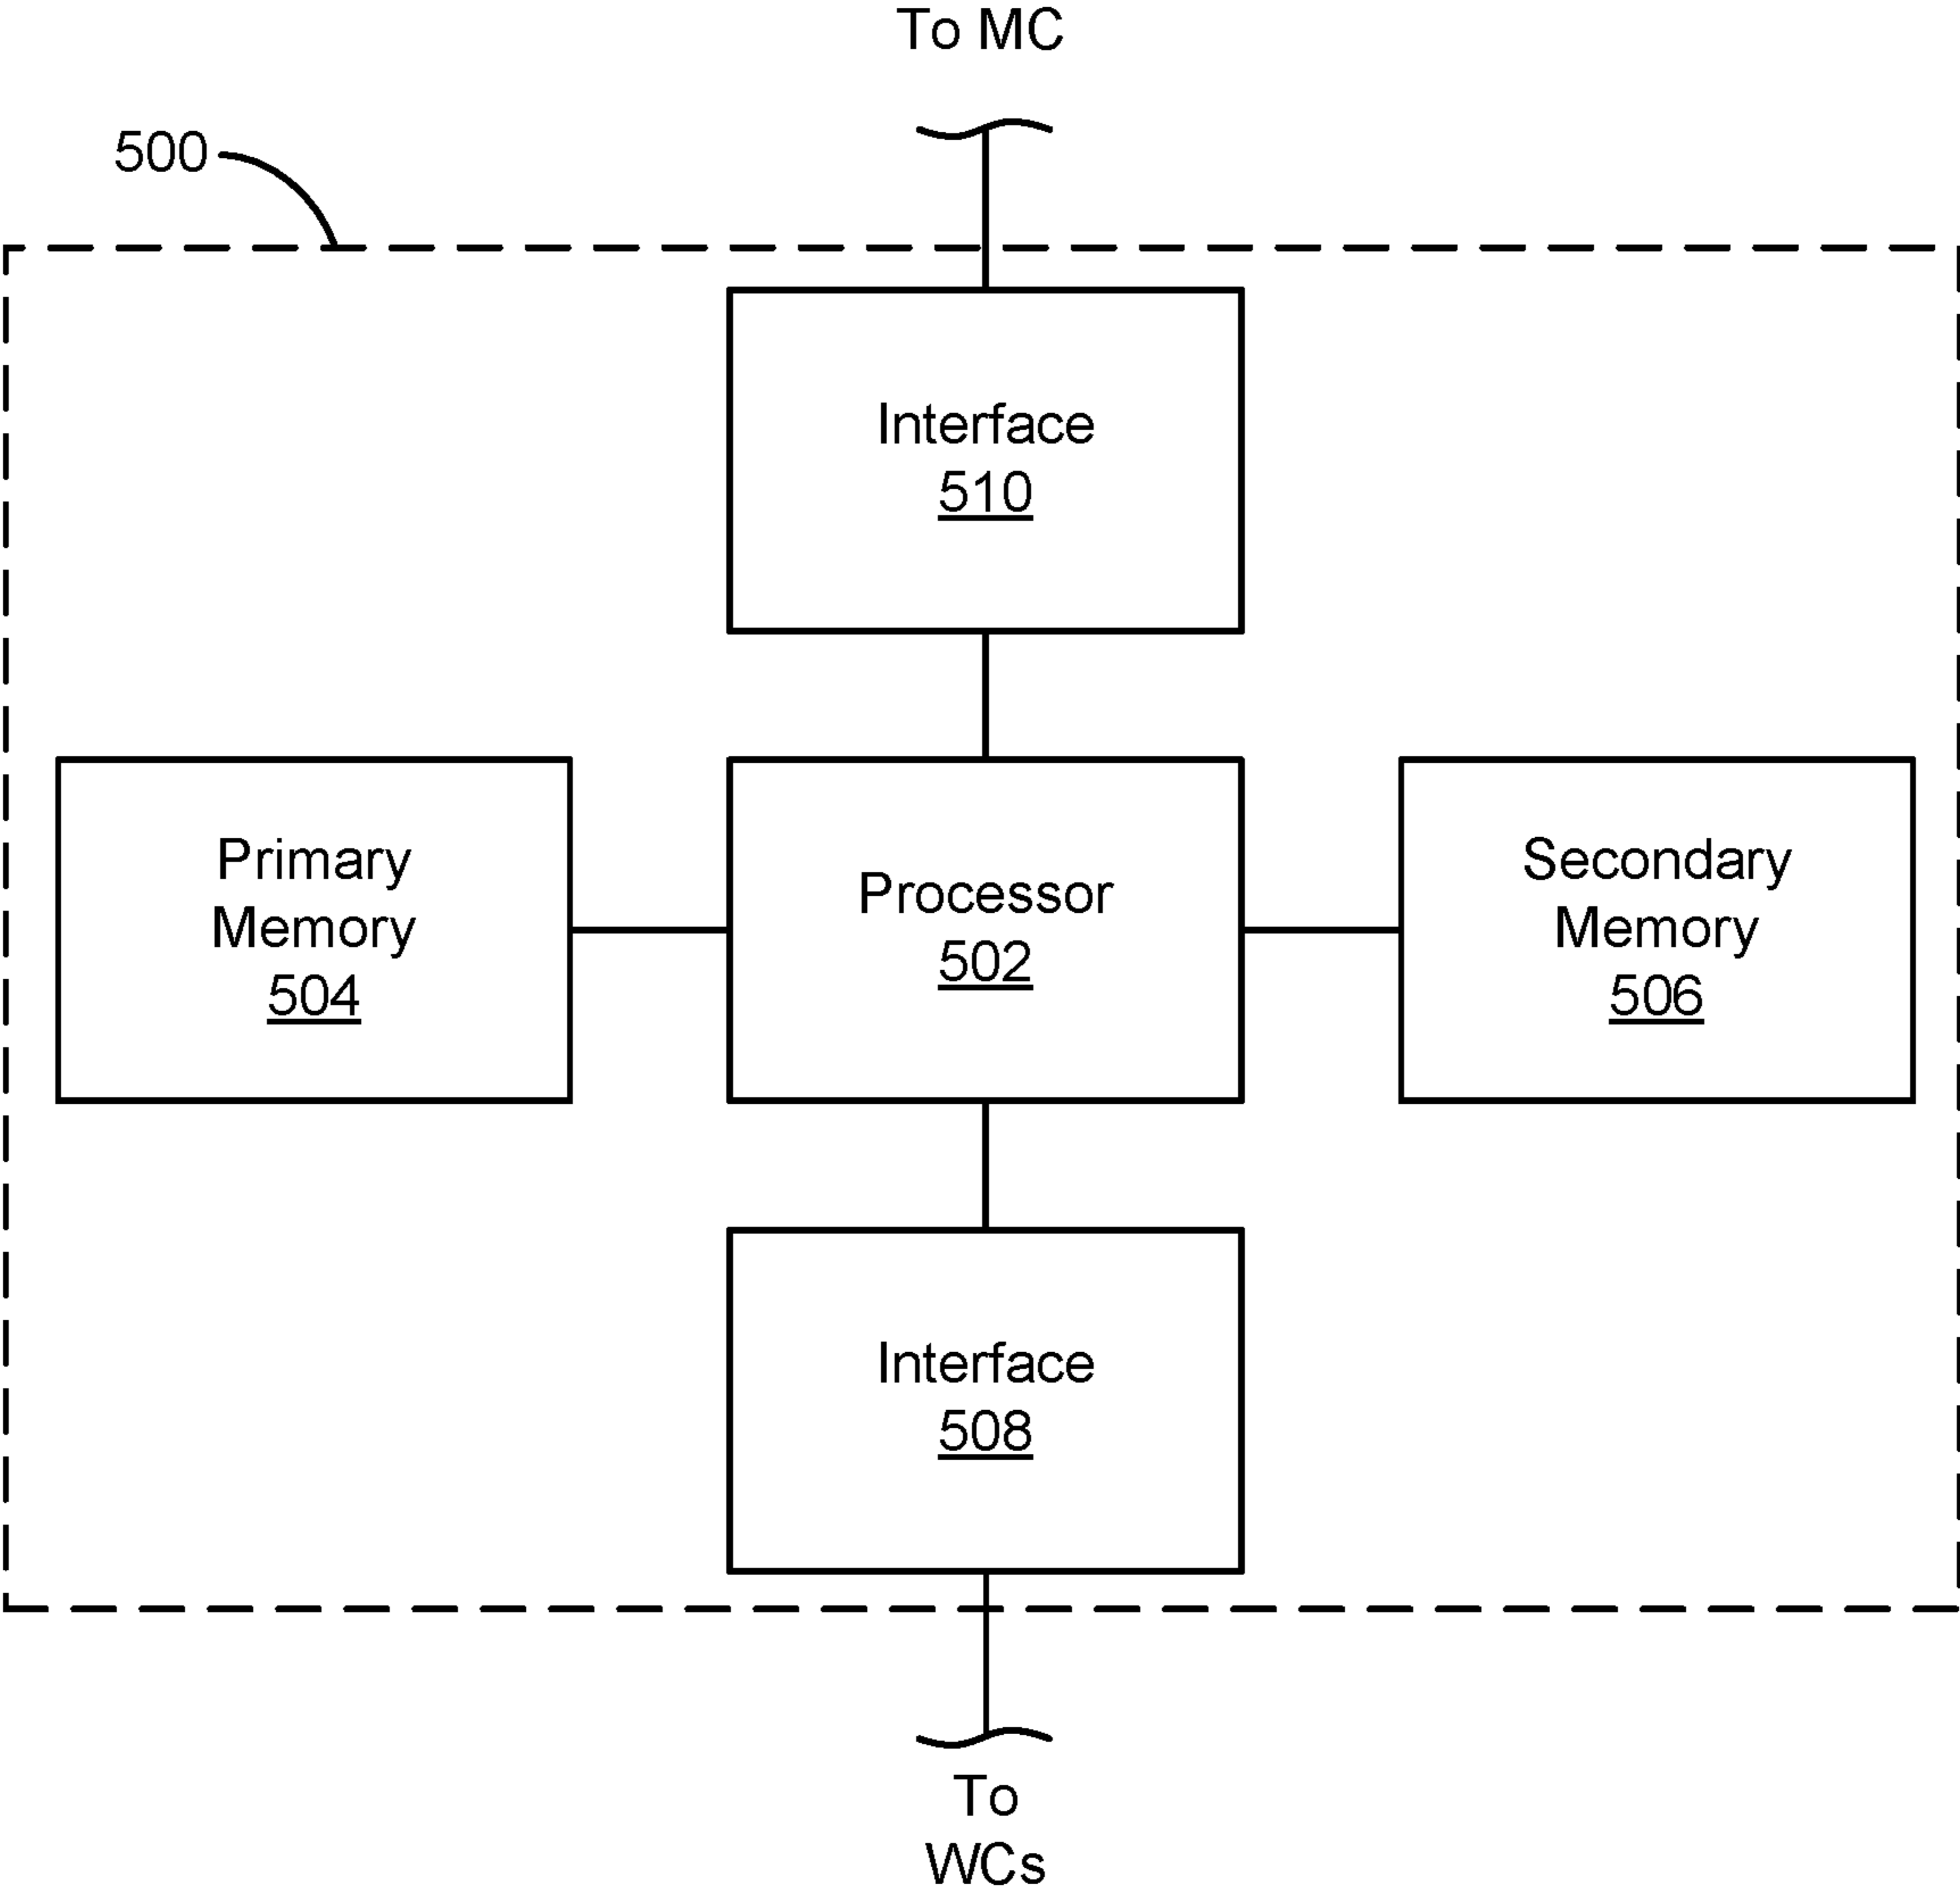 To MC
500
Interface
510
Primary
Memory
504
Processor
502
Secondary
Memory
506
Interface
508
To
WCs